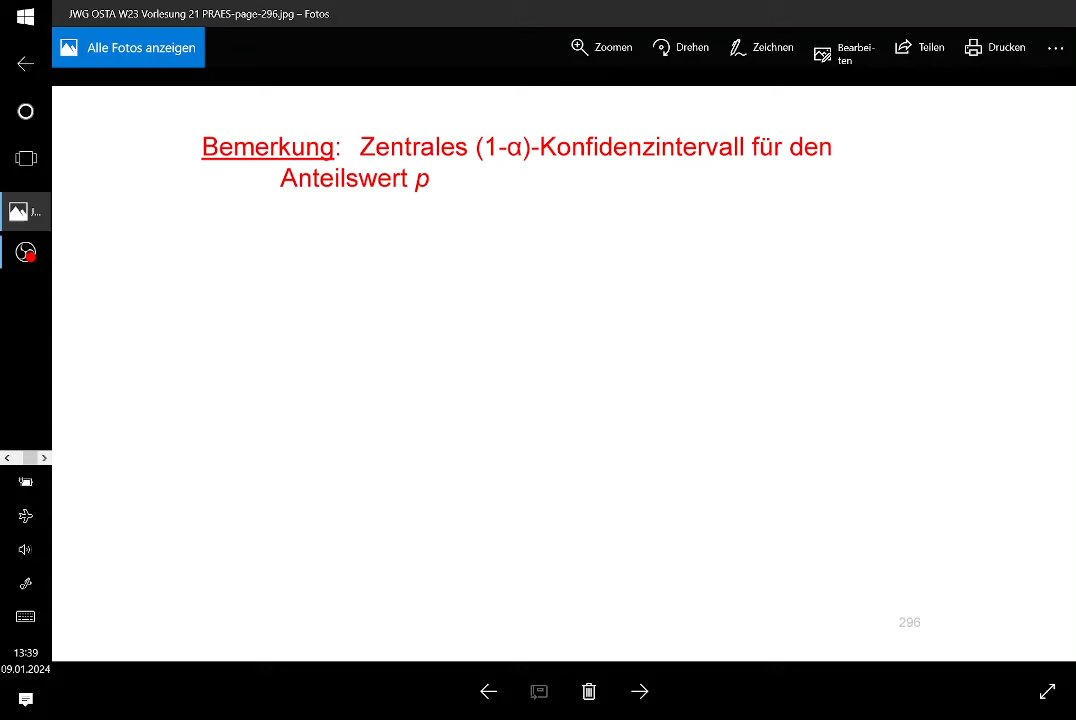 JWG OSTA W23 Vorlesung 21 PRAES-page-296.jpg – Fotos
Alle Fotos anzeigen
Zoomen
Drehen
Zeichnen
Bearbei-
ten
Teilen
Drucken
Bemerkung: Zentrales (1-α)-Konfidenzintervall für den
Anteilswert p
J...
296
13:39
09.01.2024